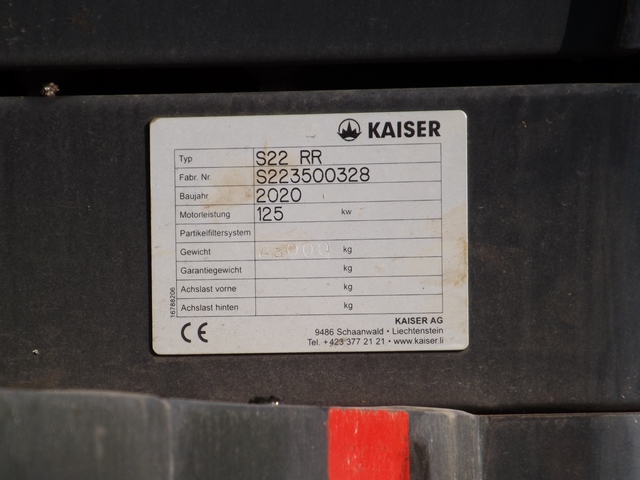 KAISER
Typ S22 RR
Fabr. Nr. S223500328
Baujahr 2020
Motorleistung 125 kw
Partikelfiltersystem
Gewicht kg
Garantiegewicht kg
Achslast vorne kg
Achslast hinten kg
16788206
CE
KAISER AG
9486 Schaanwald • Liechtenstein
Tel. +423 377 21 21 • www.kaiser.li